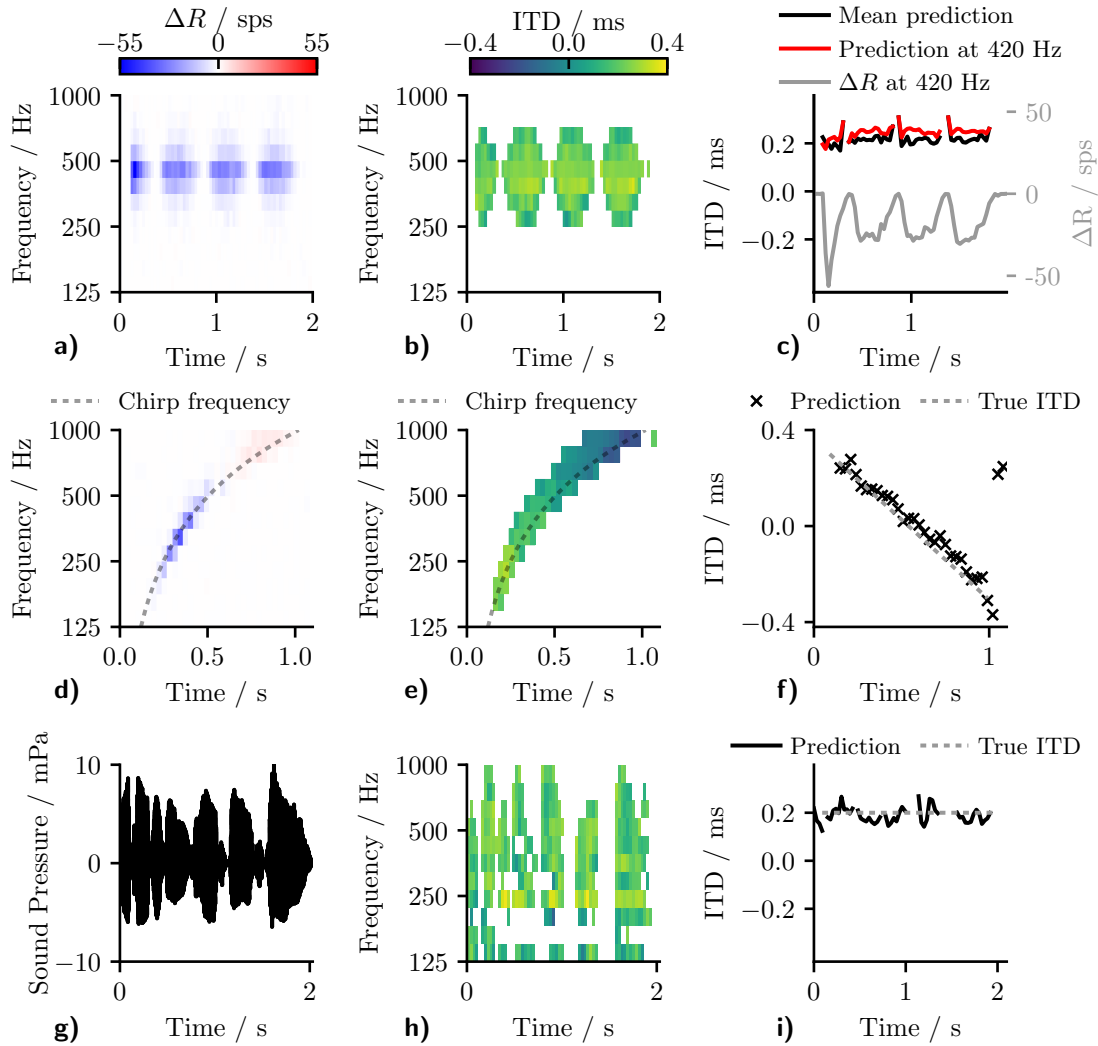 ΔR / sps
−55 0 55
ITD / ms
−0.4 0.0 0.4
Mean prediction
Prediction at 420 Hz
ΔR at 420 Hz
Frequency / Hz
1000
500
250
125
0 1 2
Time / s
a)
Frequency / Hz
1000
500
250
125
0 1 2
Time / s
b)
ITD / ms
0.2
0.0
−0.2
0 1
Time / s
50
0
-50
ΔR / sps
c)
Chirp frequency
Frequency / Hz
1000
500
250
125
0.0 0.5 1.0
Time / s
d)
Chirp frequency
Frequency / Hz
1000
500
250
125
0.0 0.5 1.0
Time / s
e)
Prediction True ITD
ITD / ms
0.4
0.0
−0.4
0 1
Time / s
f)
Sound Pressure / mPa
10
0
−10
0 2
Time / s
g)
Frequency / Hz
1000
500
250
125
0 2
Time / s
h)
Prediction True ITD
ITD / ms
0.2
0.0
−0.2
0 1 2
Time / s
i)